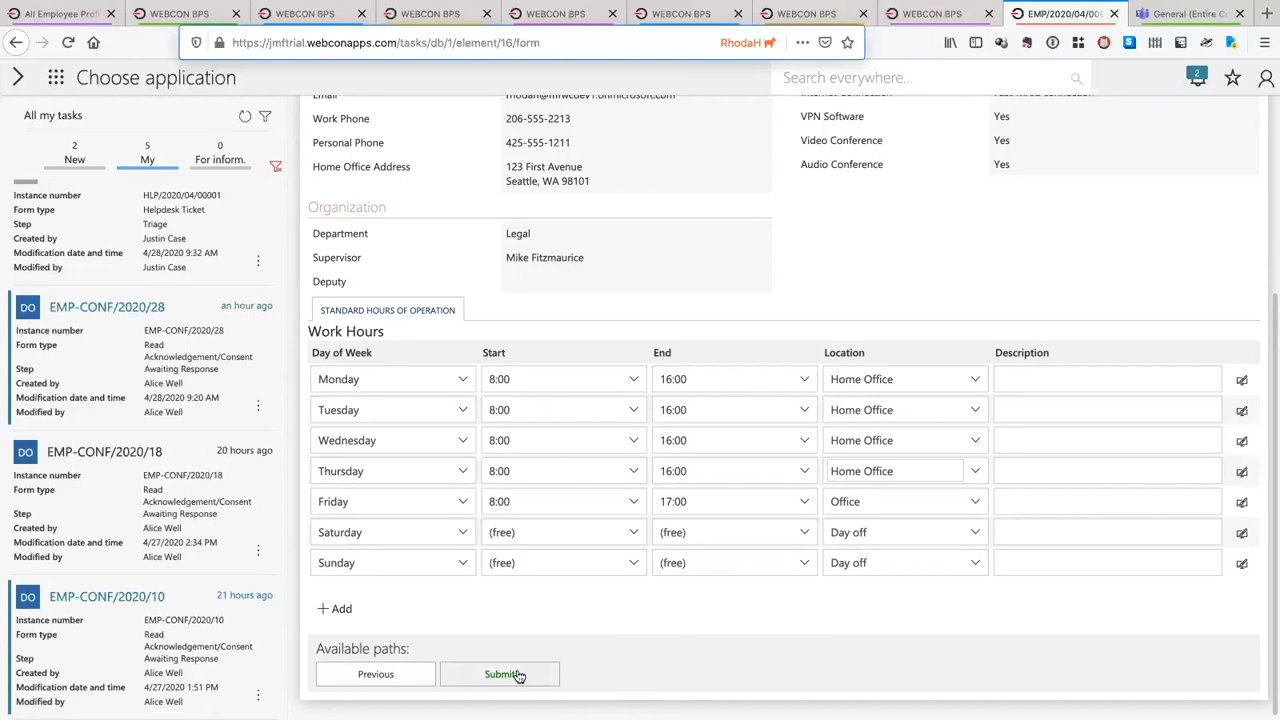 All Employee Profi
WEBCON BPS
WEBCON BPS
WEBCON BPS
WEBCON BPS
WEBCON BPS
WEBCON BPS
WEBCON BPS
EMP/2020/04/000
General (Entire C
https://jmftrial.webconapps.com/tasks/db/1/element/16/form
RhodaH
Choose application
Search everywhere...
2
All my tasks
2
New
5
My
0
For inform.
Instance number HLP/2020/04/00001
Form type Helpdesk Ticket
Step Triage
Created by Justin Case
Modification date and time 4/28/2020 9:32 AM
Modified by Justin Case
DO EMP-CONF/2020/28 an hour ago
Instance number EMP-CONF/2020/28
Form type Read
Acknowledgement/Consent
Step Awaiting Response
Created by Alice Well
Modification date and time 4/28/2020 9:20 AM
Modified by Alice Well
DO EMP-CONF/2020/18 20 hours ago
Instance number EMP-CONF/2020/18
Form type Read
Acknowledgement/Consent
Step Awaiting Response
Created by Alice Well
Modification date and time 4/27/2020 2:34 PM
Modified by Alice Well
DO EMP-CONF/2020/10 21 hours ago
Instance number EMP-CONF/2020/10
Form type Read
Acknowledgement/Consent
Step Awaiting Response
Created by Alice Well
Modification date and time 4/27/2020 1:51 PM
Modified by Alice Well
Email
Work Phone 206-555-2213
Personal Phone 425-555-1211
Home Office Address 123 First Avenue
Seattle, WA 98101
VPN Software Yes
Video Conference Yes
Audio Conference Yes
Organization
Department Legal
Supervisor Mike Fitzmaurice
Deputy
STANDARD HOURS OF OPERATION
Work Hours
Day of Week Start End Location Description
Monday 8:00 16:00 Home Office
Tuesday 8:00 16:00 Home Office
Wednesday 8:00 16:00 Home Office
Thursday 8:00 16:00 Home Office
Friday 8:00 17:00 Office
Saturday (free) (free) Day off
Sunday (free) (free) Day off
Add
Available paths:
Previous
Submit